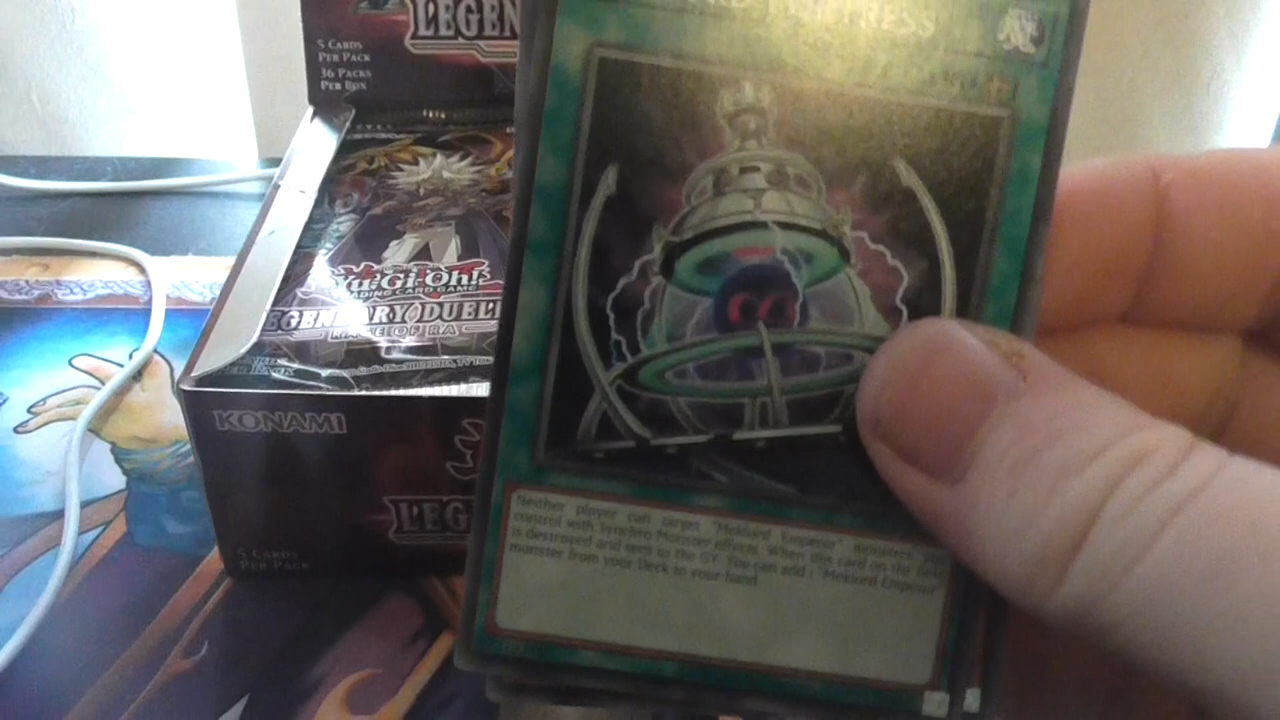 LEGEN
5 CARDS
PER PACK
36 PACKS
PER BOX
Yu-Gi-Oh!
TRADING CARD GAME
LEGENDARY DUEL
RAGE OF RA
KONAMI
LEG
5 CARDS
PER PACK
RESS
Neither player can target "Meklord Emperor" monsters
control with Synchro Monster effects. When this card on the field
is destroyed and sent to the GY: You can add 1 "Meklord Emperor"
monster from your Deck to your hand.